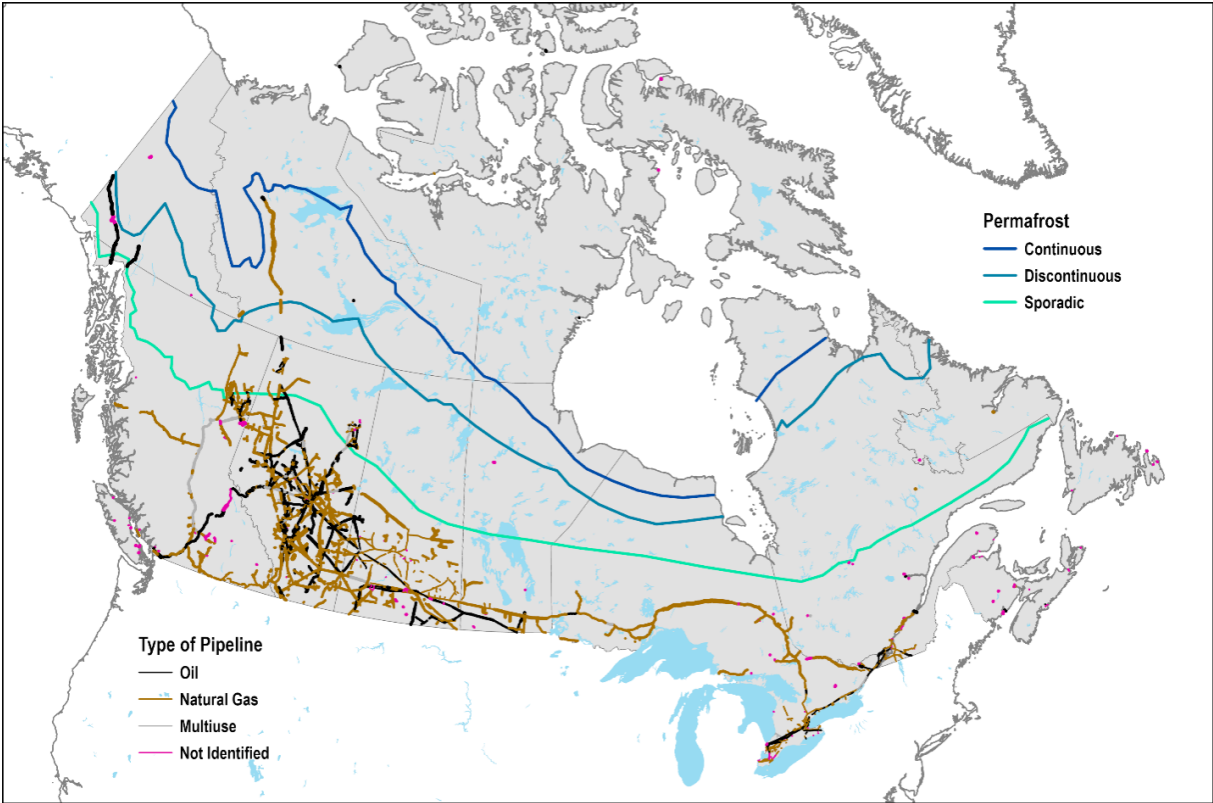 Permafrost
Continuous
Discontinuous
Sporadic
Type of Pipeline
Oil
Natural Gas
Multiuse
Not Identified